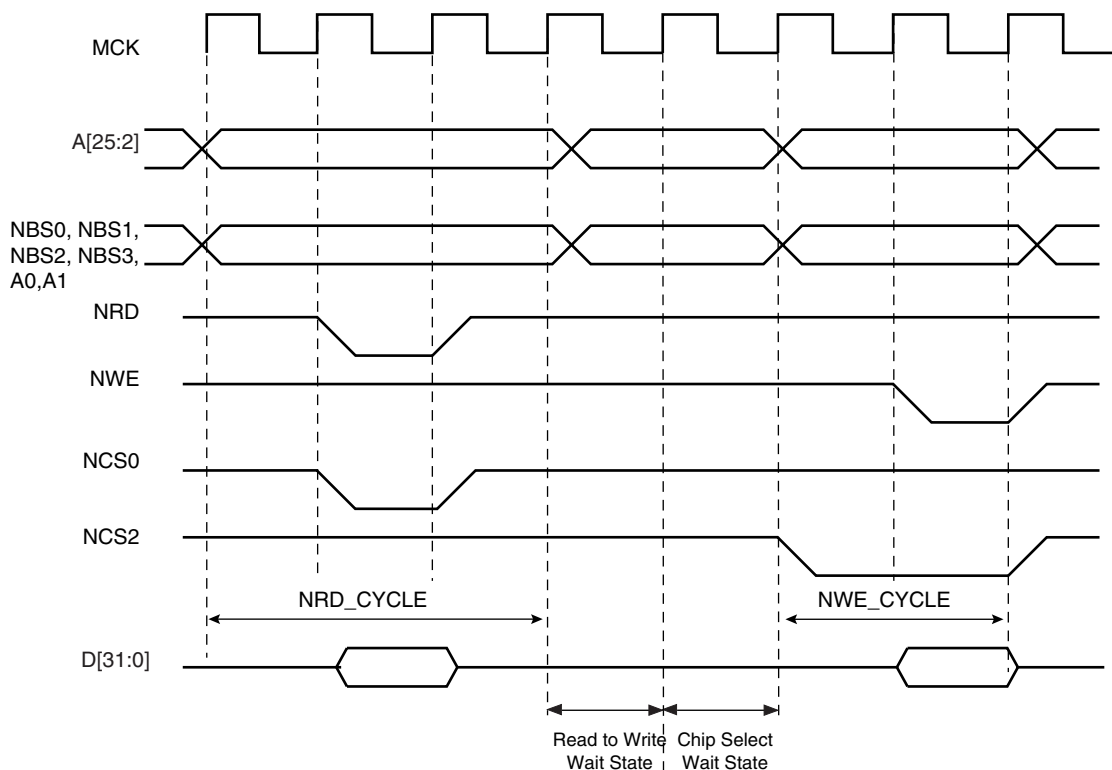 MCK
A[25:2]
NBS0, NBS1,
NBS2, NBS3,
A0,A1
NRD
NWE
NCS0
NCS2
NRD_CYCLE
NWE_CYCLE
D[31:0]
Read to Write
Wait State
Chip Select
Wait State